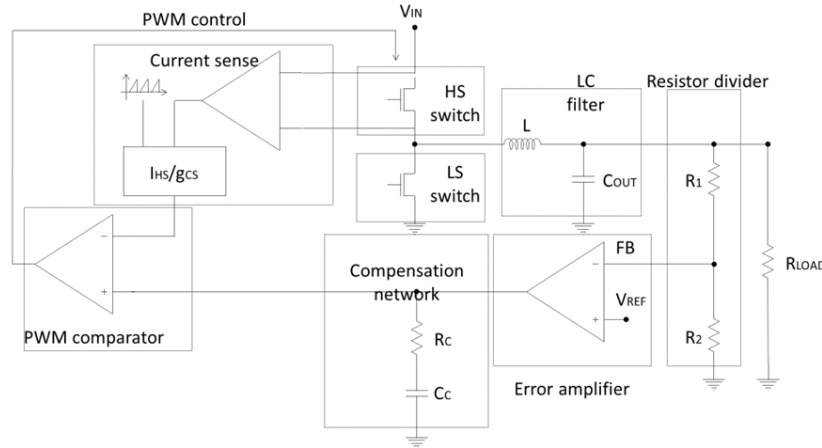 PWM control
VIN
Current sense
HS
switch
LC
filter
Resistor divider
L
IHS/gCS
LS
switch
COUT
R1
−
FB
−
RLOAD
Compensation
network
VREF
+
+
PWM comparator
RC
R2
CC
Error amplifier